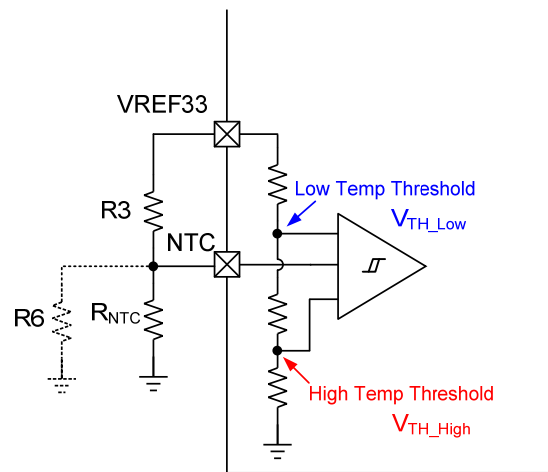 VREF33
R3
Low Temp Threshold
VTH_Low
NTC
R6
RNTC
High Temp Threshold
VTH_High